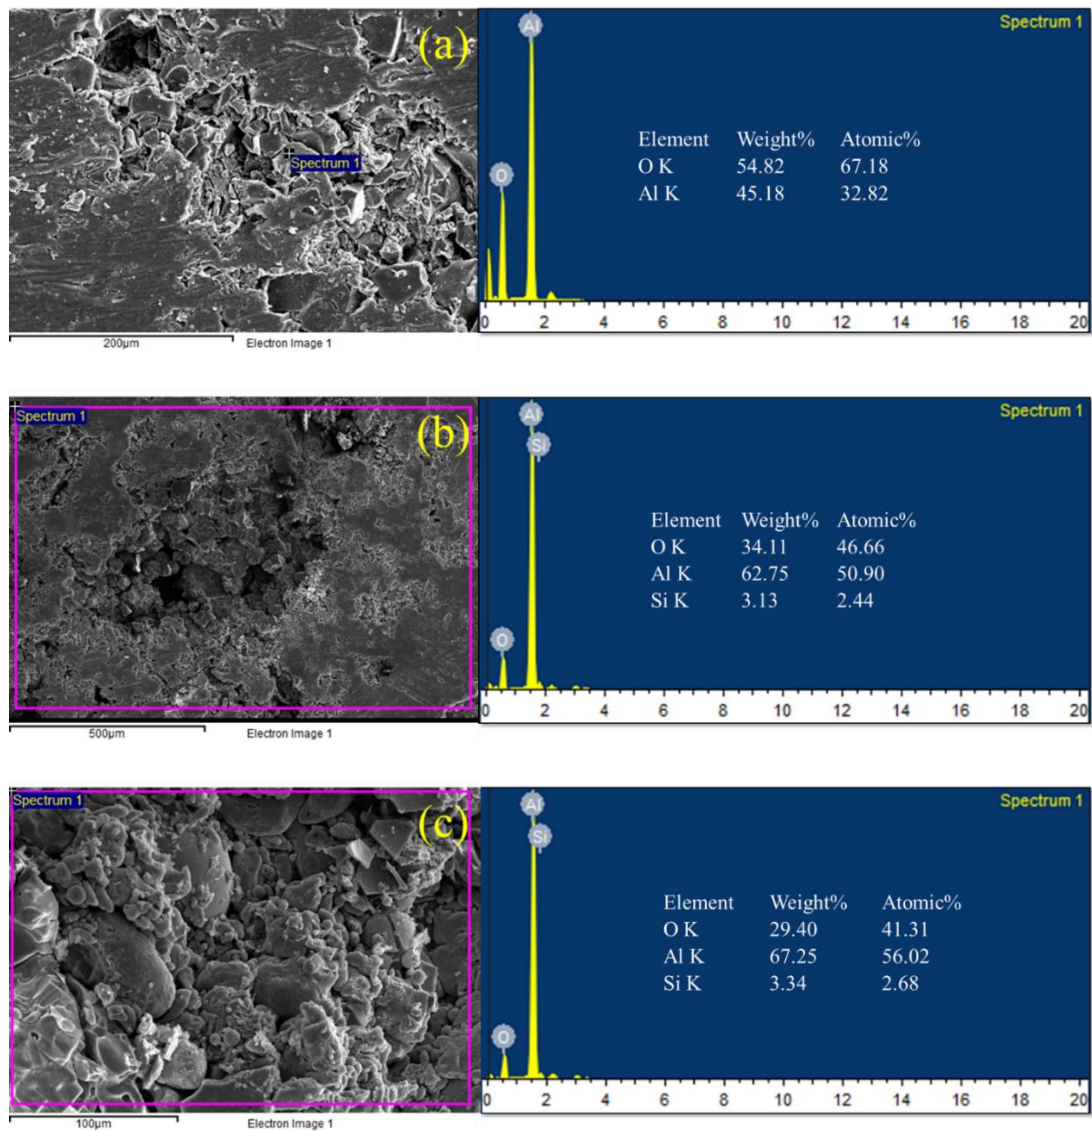 (a)
Spectrum 1
200µm Electron Image 1
Al
O
Spectrum 1
Element Weight% Atomic%
O K 54.82 67.18
Al K 45.18 32.82
0 2 4 6 8 10 12 14 16 18 20
Spectrum 1
(b)
500µm Electron Image 1
Al
Si
O
Spectrum 1
Element Weight% Atomic%
O K 34.11 46.66
Al K 62.75 50.90
Si K 3.13 2.44
0 2 4 6 8 10 12 14 16 18 20
Spectrum 1
(c)
100µm Electron Image 1
Al
Si
O
Spectrum 1
Element Weight% Atomic%
O K 29.40 41.31
Al K 67.25 56.02
Si K 3.34 2.68
0 2 4 6 8 10 12 14 16 18 20